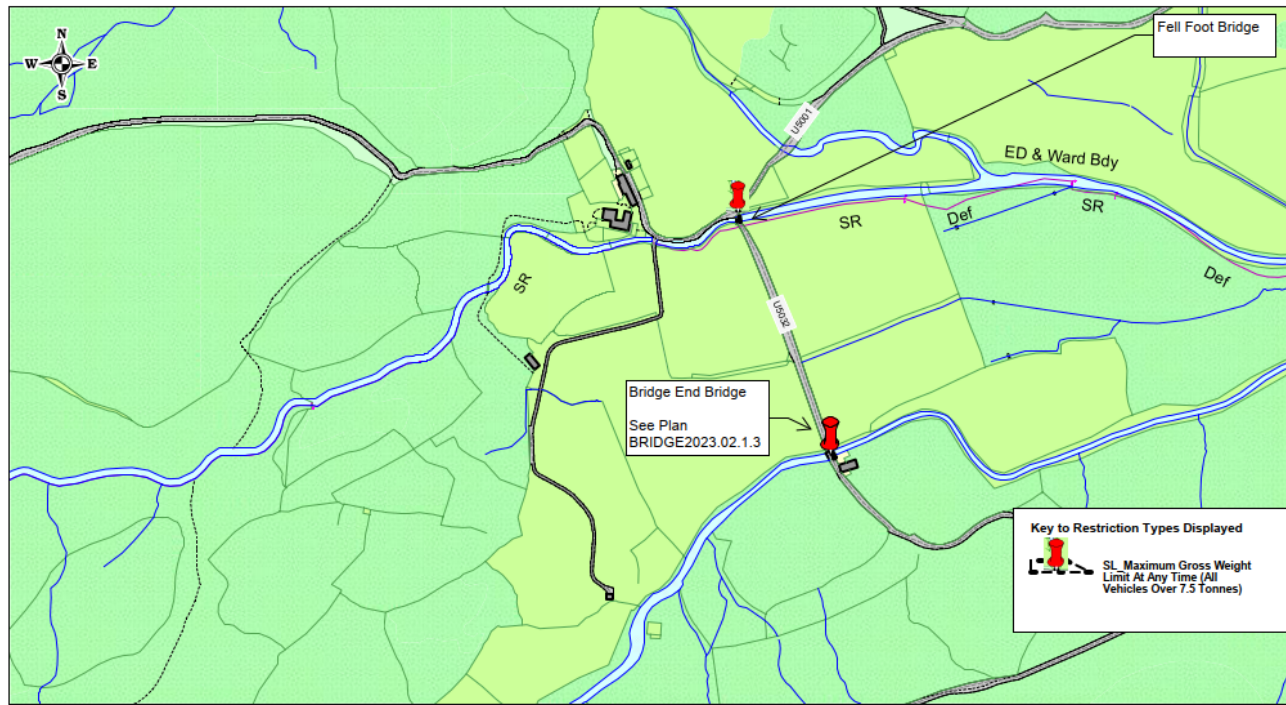 Fell Foot Bridge
N
W
E
S
U5001
ED & Ward Bdy
SR
Def
SR
SR
Def
U5032
Bridge End Bridge
See Plan
BRIDGE2023.02.1.3
Key to Restriction Types Displayed
SL_Maximum Gross Weight
Limit At Any Time (All
Vehicles Over 7.5 Tonnes)